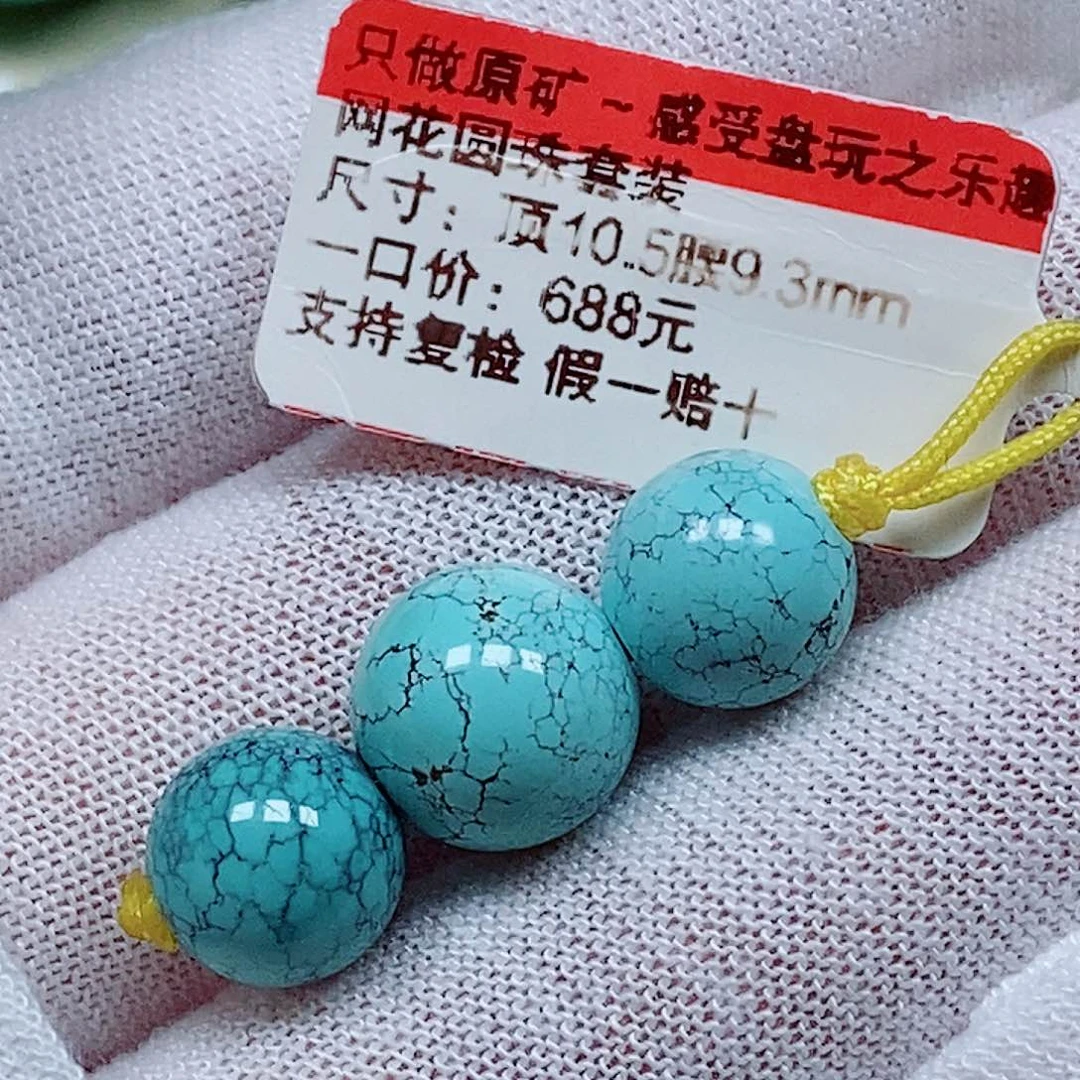 只做原矿~感受盘玩之乐趣
网花圆珠套装
尺寸：顶10.5腰9.3mm
一口价：688元
支持复检 假一赔十